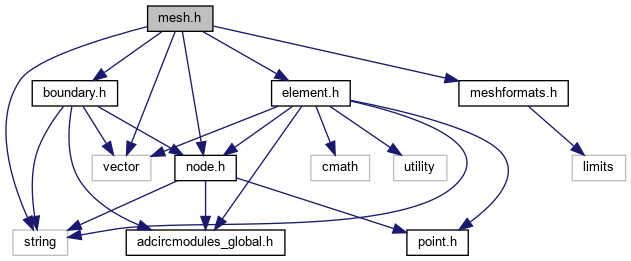 mesh.h
boundary.h
element.h
meshformats.h
vector
node.h
cmath
utility
limits
string
adcircmodules_global.h
point.h